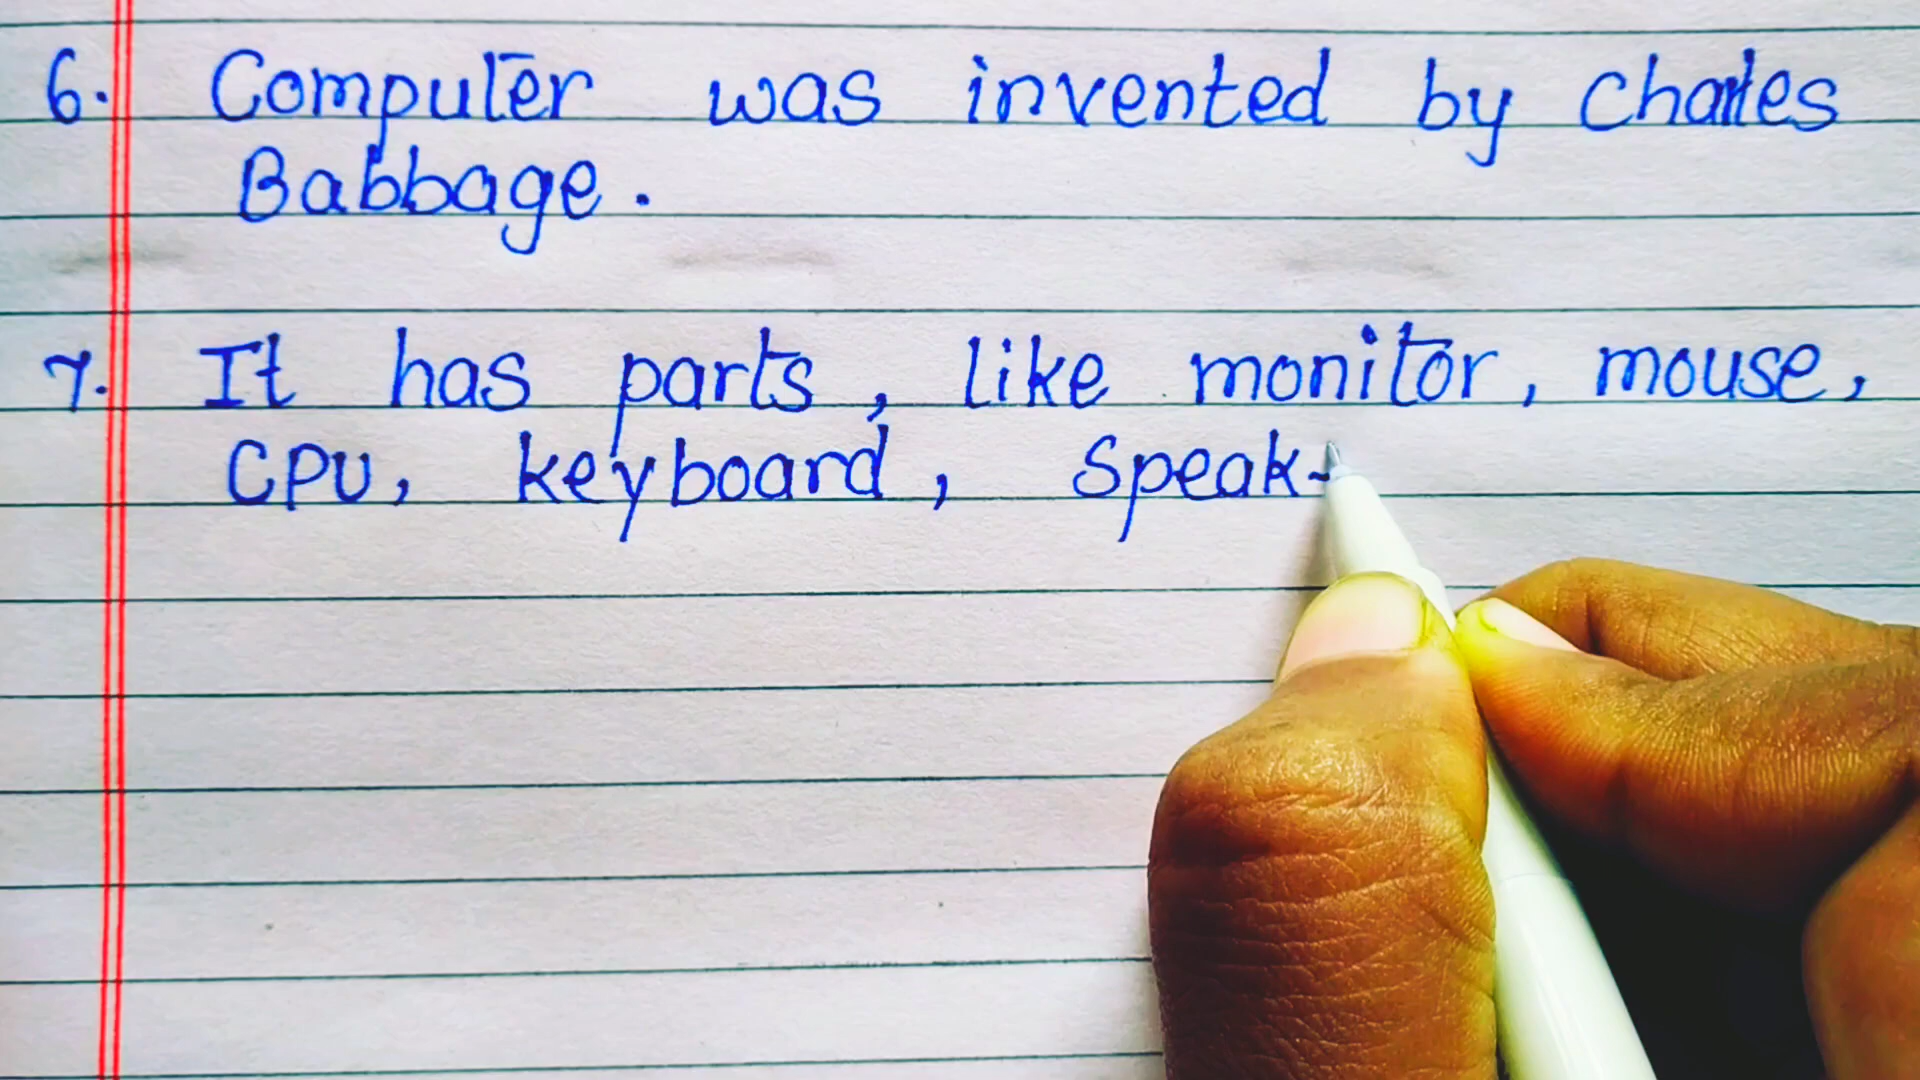 6. Computer was invented by Charles
Babbage.
7. It has parts, like monitor, mouse,
CPU, keyboard, Speak